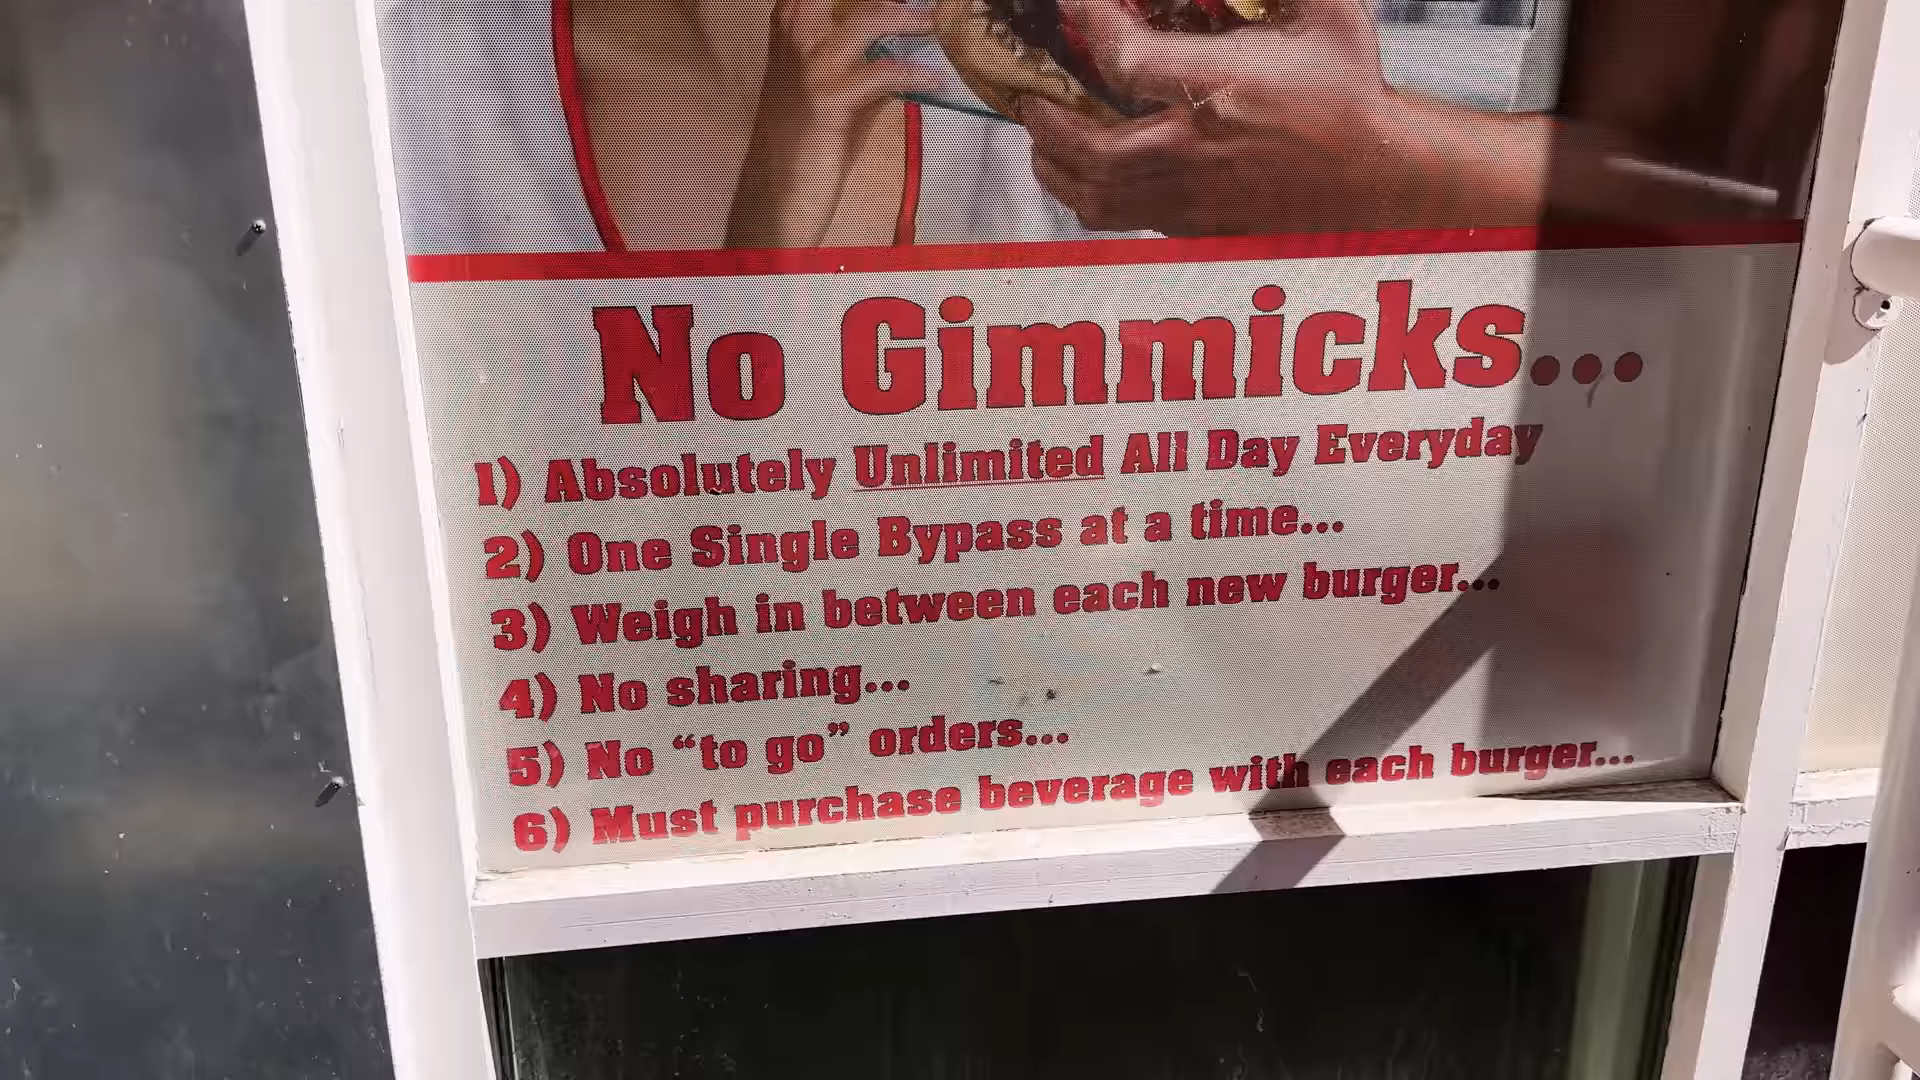 No Gimmicks...
1) Absolutely Unlimited All Day Everyday
2) One Single Bypass at a time...
3) Weigh in between each new burger...
4) No sharing...
5) No “to go” orders...
6) Must purchase beverage with each burger...